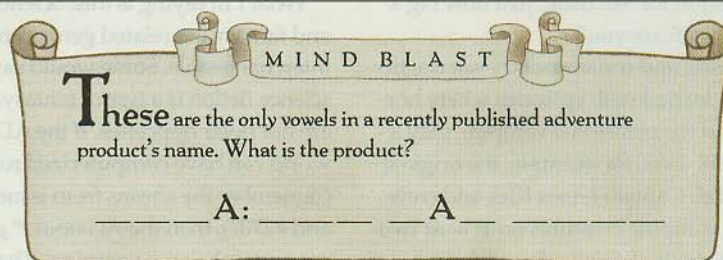 MIND BLAST
These are the only vowels in a recently published adventure
product's name. What is the product?
_ _ _ A: _ _ _ _ A _ _ _ _